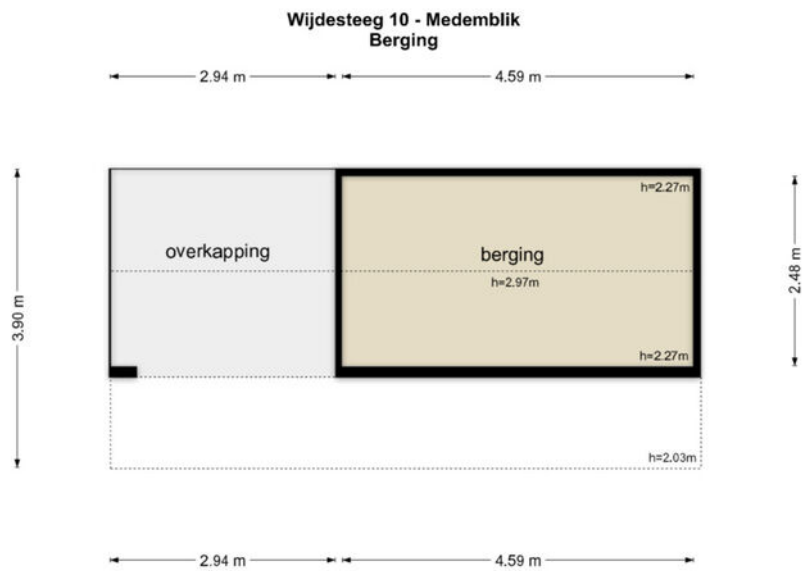 Wijdesteeg 10 - Medemblik
Berging
2.94 m
4.59 m
h=2.27m
overkapping
berging
h=2.97m
2.48 m
3.90 m
h=2.27m
h=2.03m
2.94 m
4.59 m